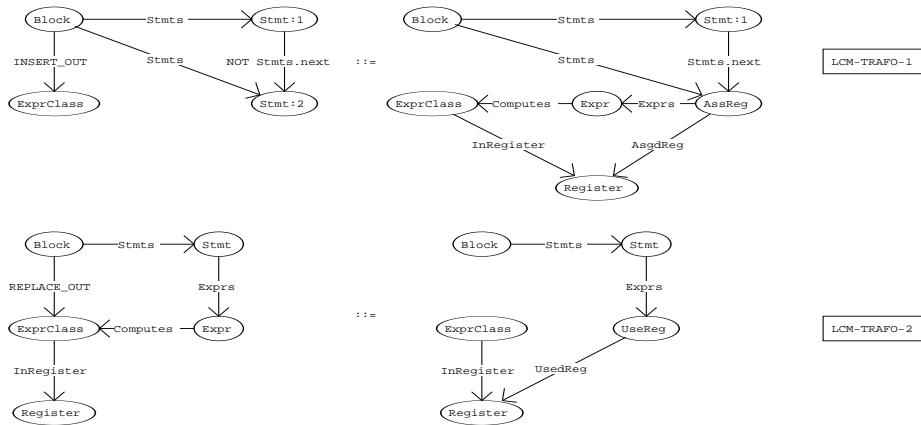 Block Stmts Stmt:1 Block Stmts Stmt:1
INSERT_OUT Stmts NOT Stmts.next ::= Stmts Stmts.next LCM-TRAFO-1
ExprClass Stmt:2 ExprClass Computes Expr Exprs AssReg
InRegister AsgdReg
Register
Block Stmts Stmt Block Stmts Stmt
REPLACE_OUT Exprs Exprs
ExprClass Computes Expr ::= ExprClass UseReg LCM-TRAFO-2
InRegister InRegister UsedReg
Register Register